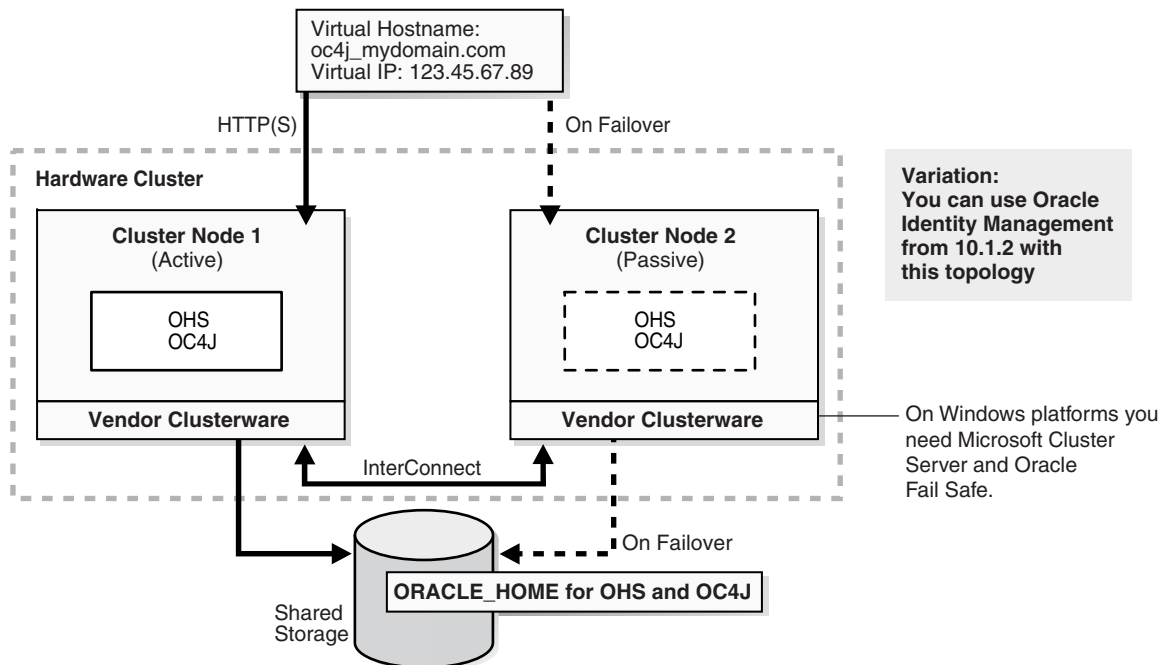 Virtual Hostname:
oc4j_mydomain.com
Virtual IP: 123.45.67.89
HTTP(S)
On Failover
Hardware Cluster
Variation:
You can use Oracle
Identity Management
from 10.1.2 with
this topology
Cluster Node 1
(Active)
OHS
OC4J
Vendor Clusterware
Cluster Node 2
(Passive)
OHS
OC4J
Vendor Clusterware
On Windows platforms you
need Microsoft Cluster
Server and Oracle
Fail Safe.
InterConnect
On Failover
ORACLE_HOME for OHS and OC4J
Shared
Storage